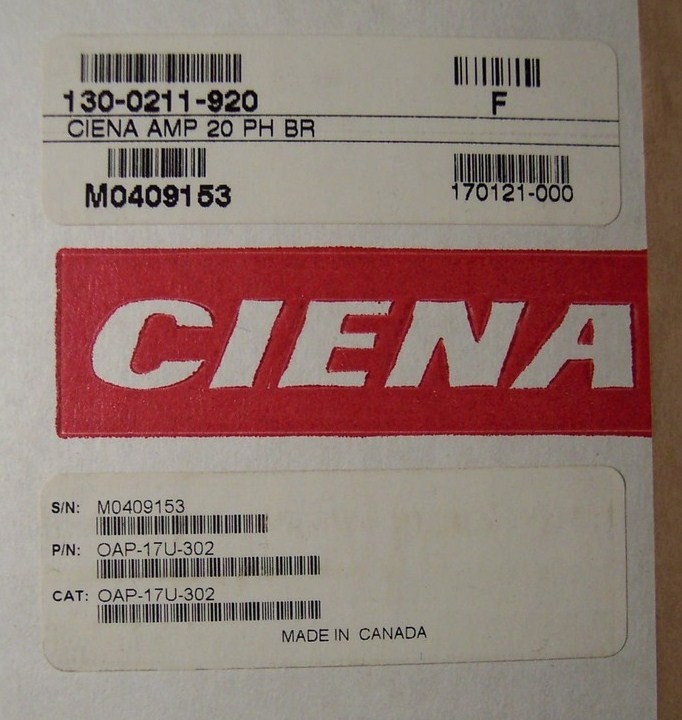 130-0211-920
F
CIENA AMP 20 PH BR
M0409153
170121-000
CIENA
S/N: M0409153
P/N: OAP-17U-302
CAT: OAP-17U-302
MADE IN CANADA